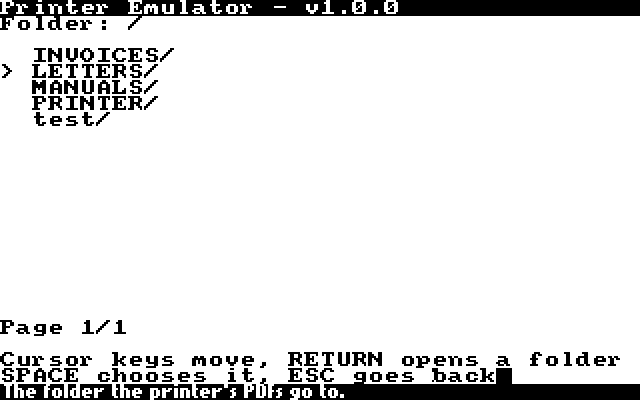 Printer Emulator - v1.0.0
Folder: /
INVOICES/
> LETTERS/
MANUALS/
PRINTER/
test/
Page 1/1
Cursor keys move, RETURN opens a folder
SPACE chooses it, ESC goes back
The folder the printer's PDFs go to.